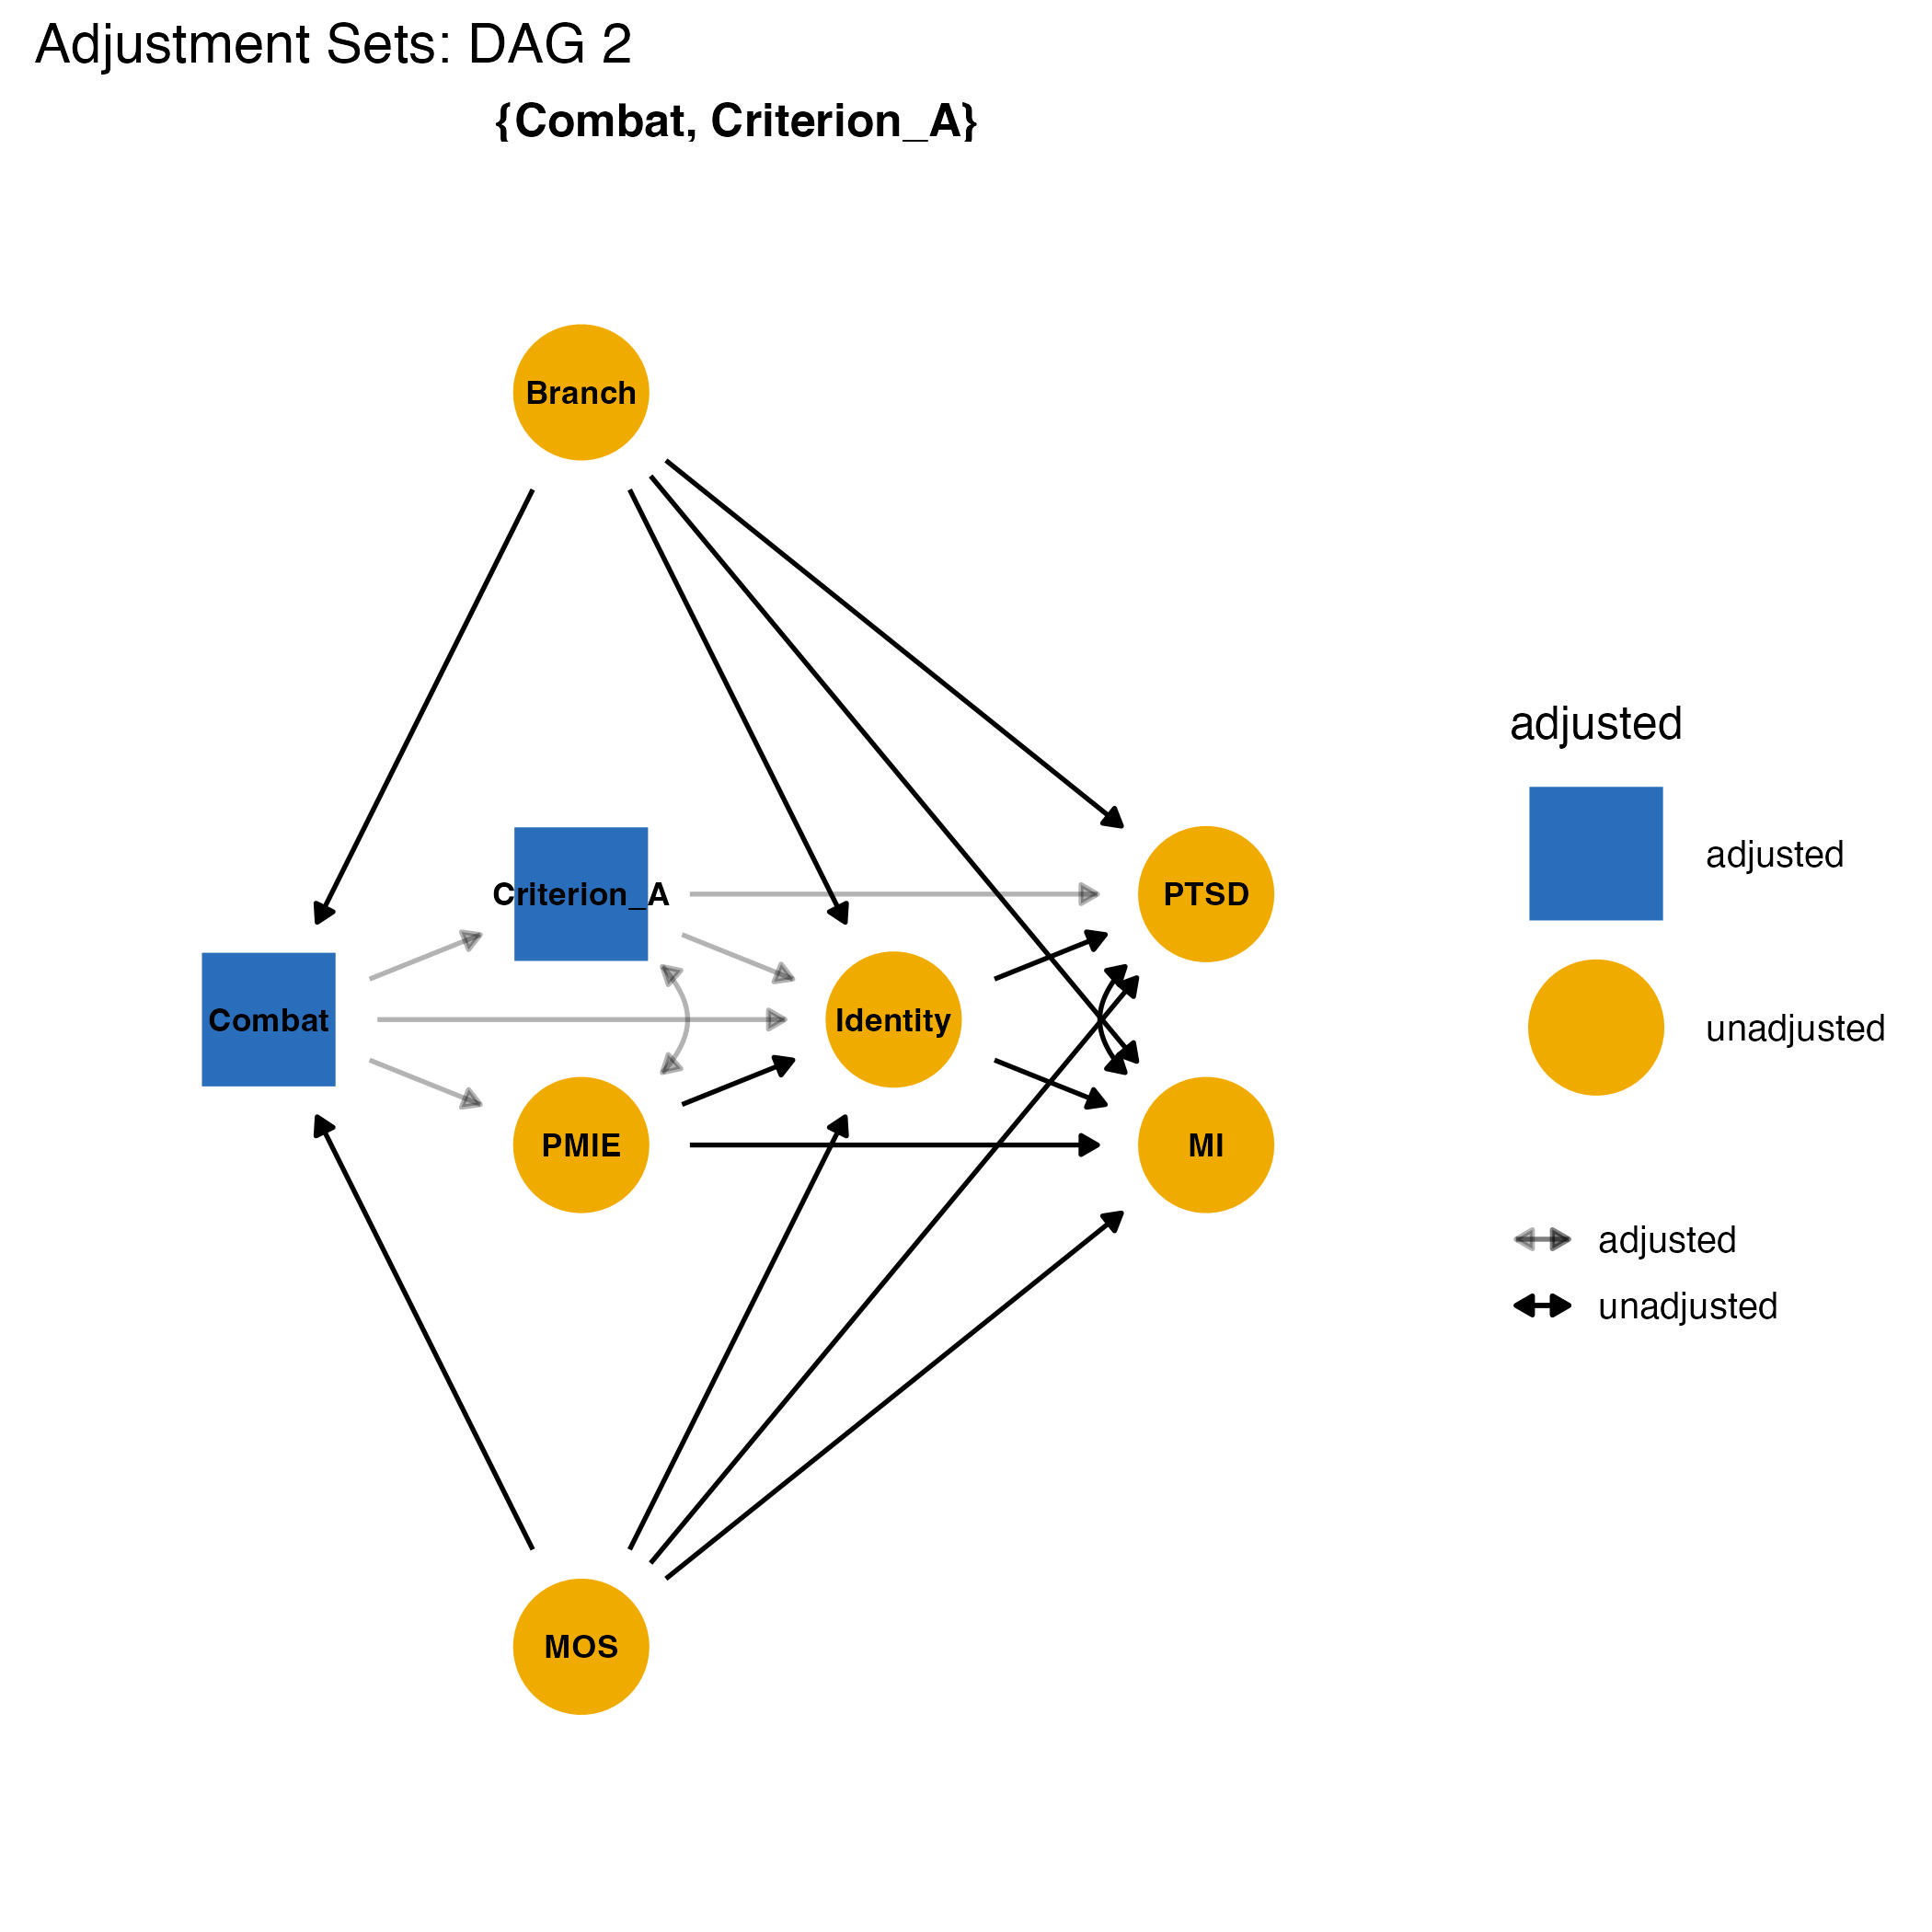 Adjustment Sets: DAG 2
{Combat, Criterion_A}
Branch
Criterion_A
PTSD
Combat
Identity
PMIE
MI
MOS
adjusted
adjusted
unadjusted
adjusted
unadjusted